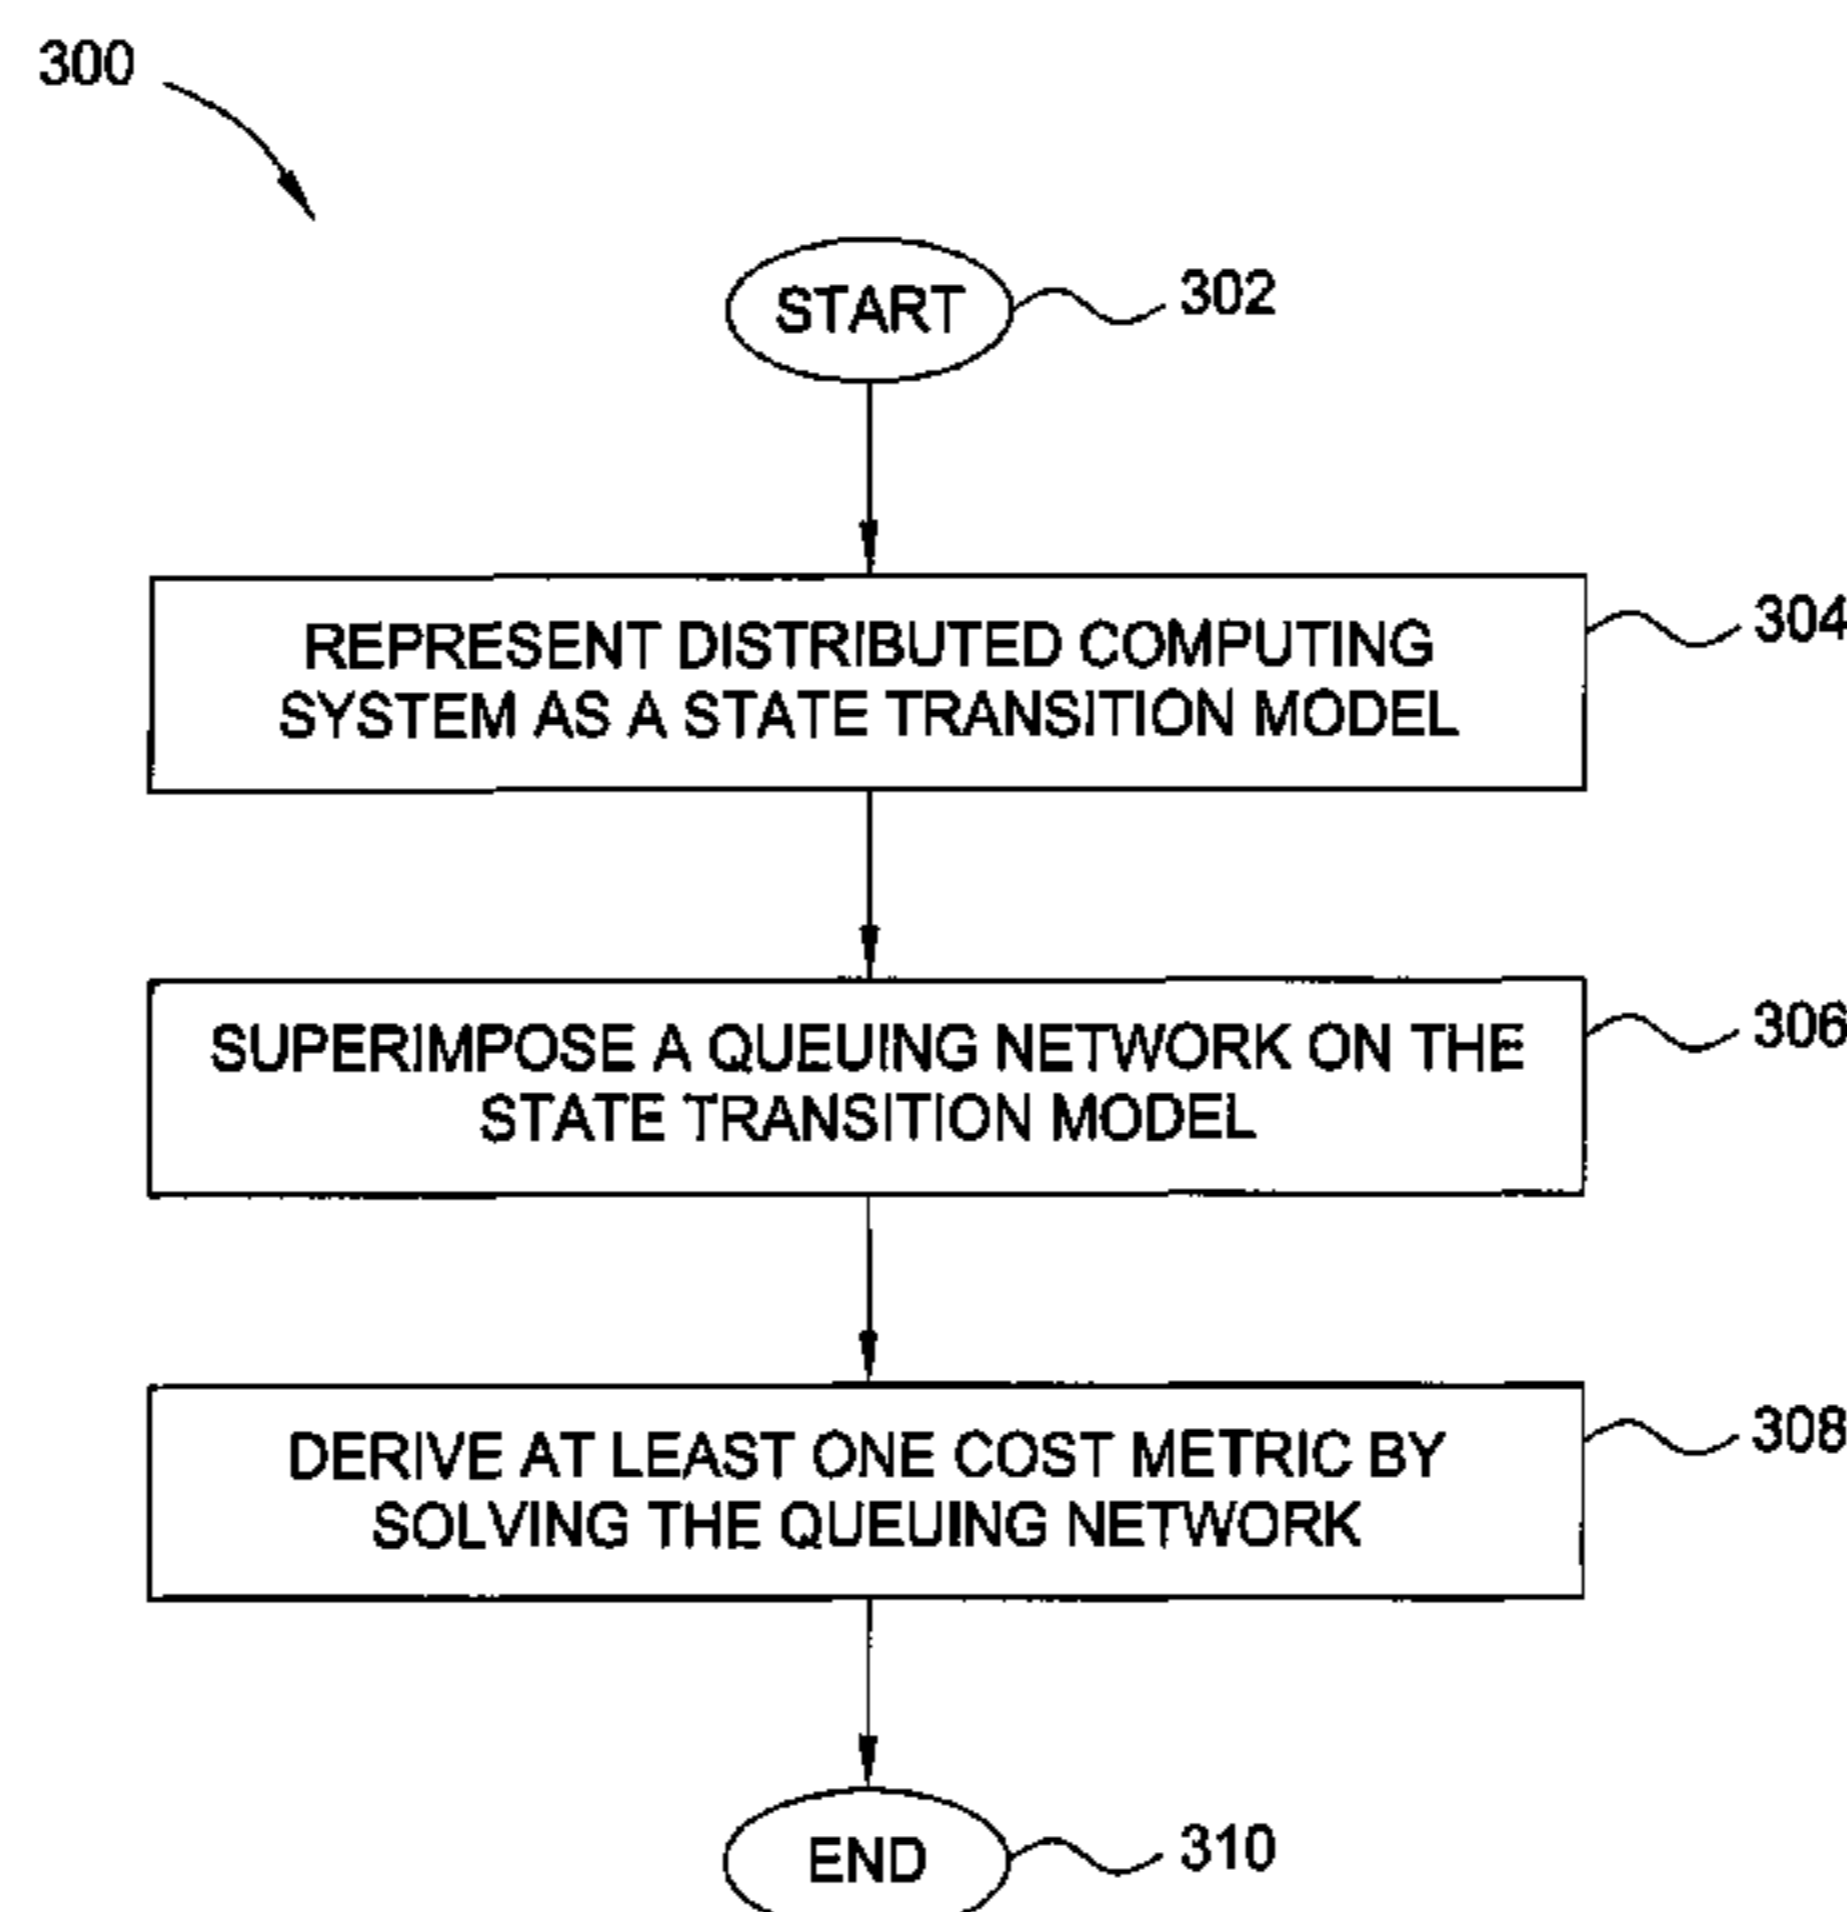 300
START
302
REPRESENT DISTRIBUTED COMPUTING
SYSTEM AS A STATE TRANSITION MODEL
304
SUPERIMPOSE A QUEUING NETWORK ON THE
STATE TRANSITION MODEL
306
DERIVE AT LEAST ONE COST METRIC BY
SOLVING THE QUEUING NETWORK
308
END
310